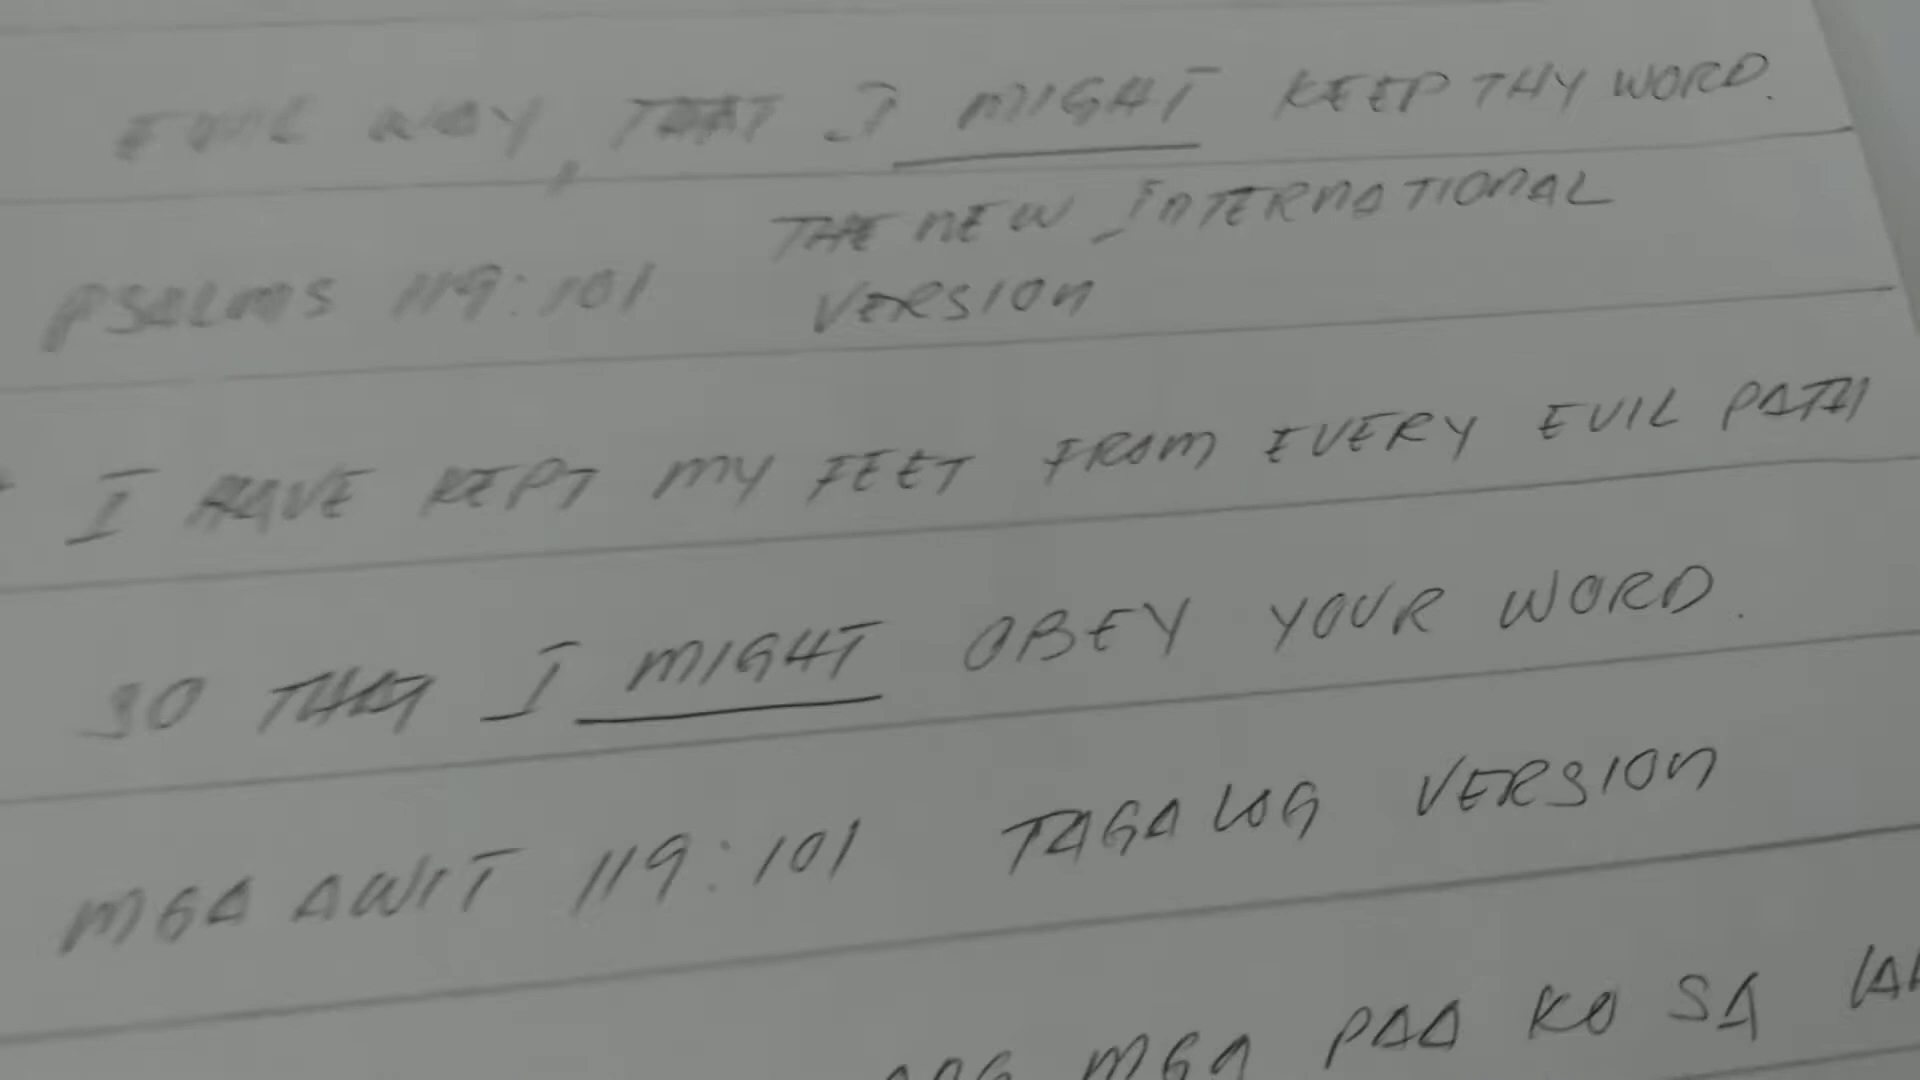 EVIL WAY, THAT I MIGHT KEEP THY WORD.
PSALMS 119:101 THE NEW INTERNATIONAL
VERSION
I HAVE KEPT MY FEET FROM EVERY EVIL PATH
SO THAT I MIGHT OBEY YOUR WORD.
MGA AWIT 119:101 TAGALOG VERSION
MGA PAA KO SA